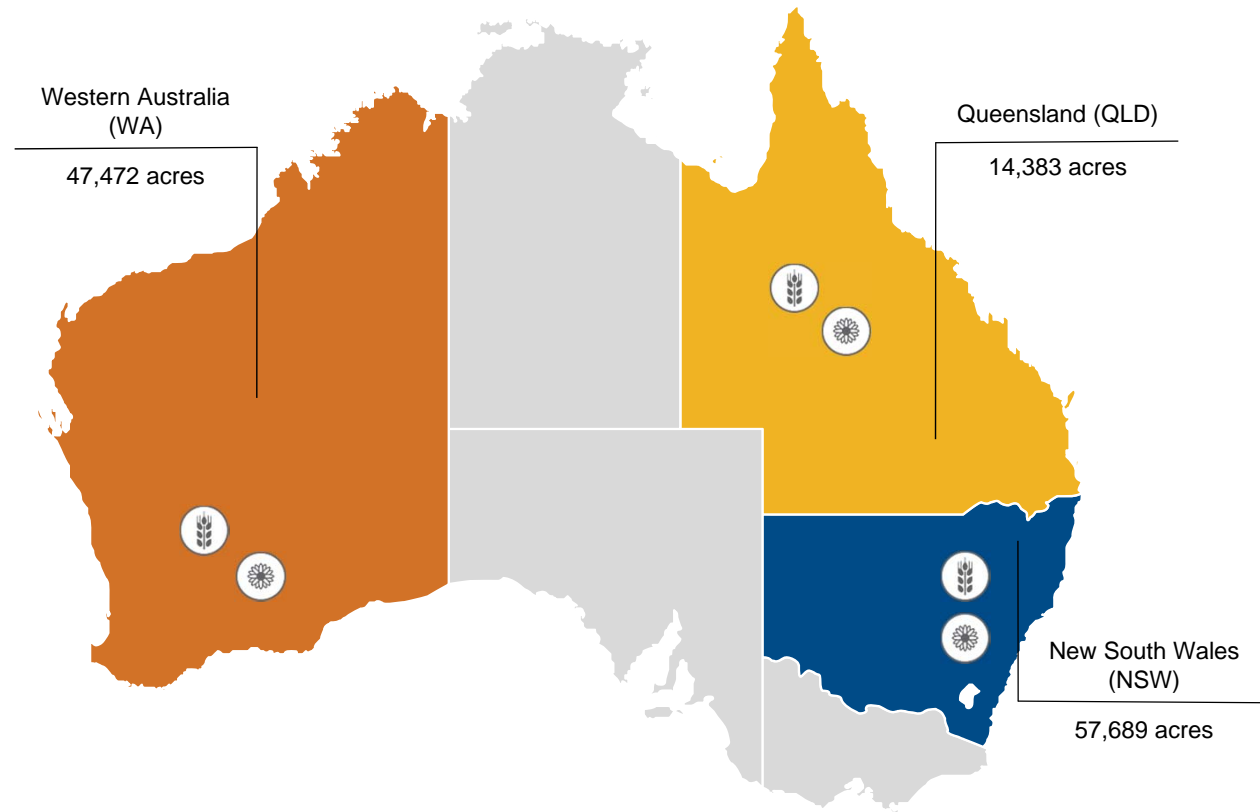 Western Australia
(WA)
47,472 acres
Queensland (QLD)
14,383 acres
New South Wales
(NSW)
57,689 acres